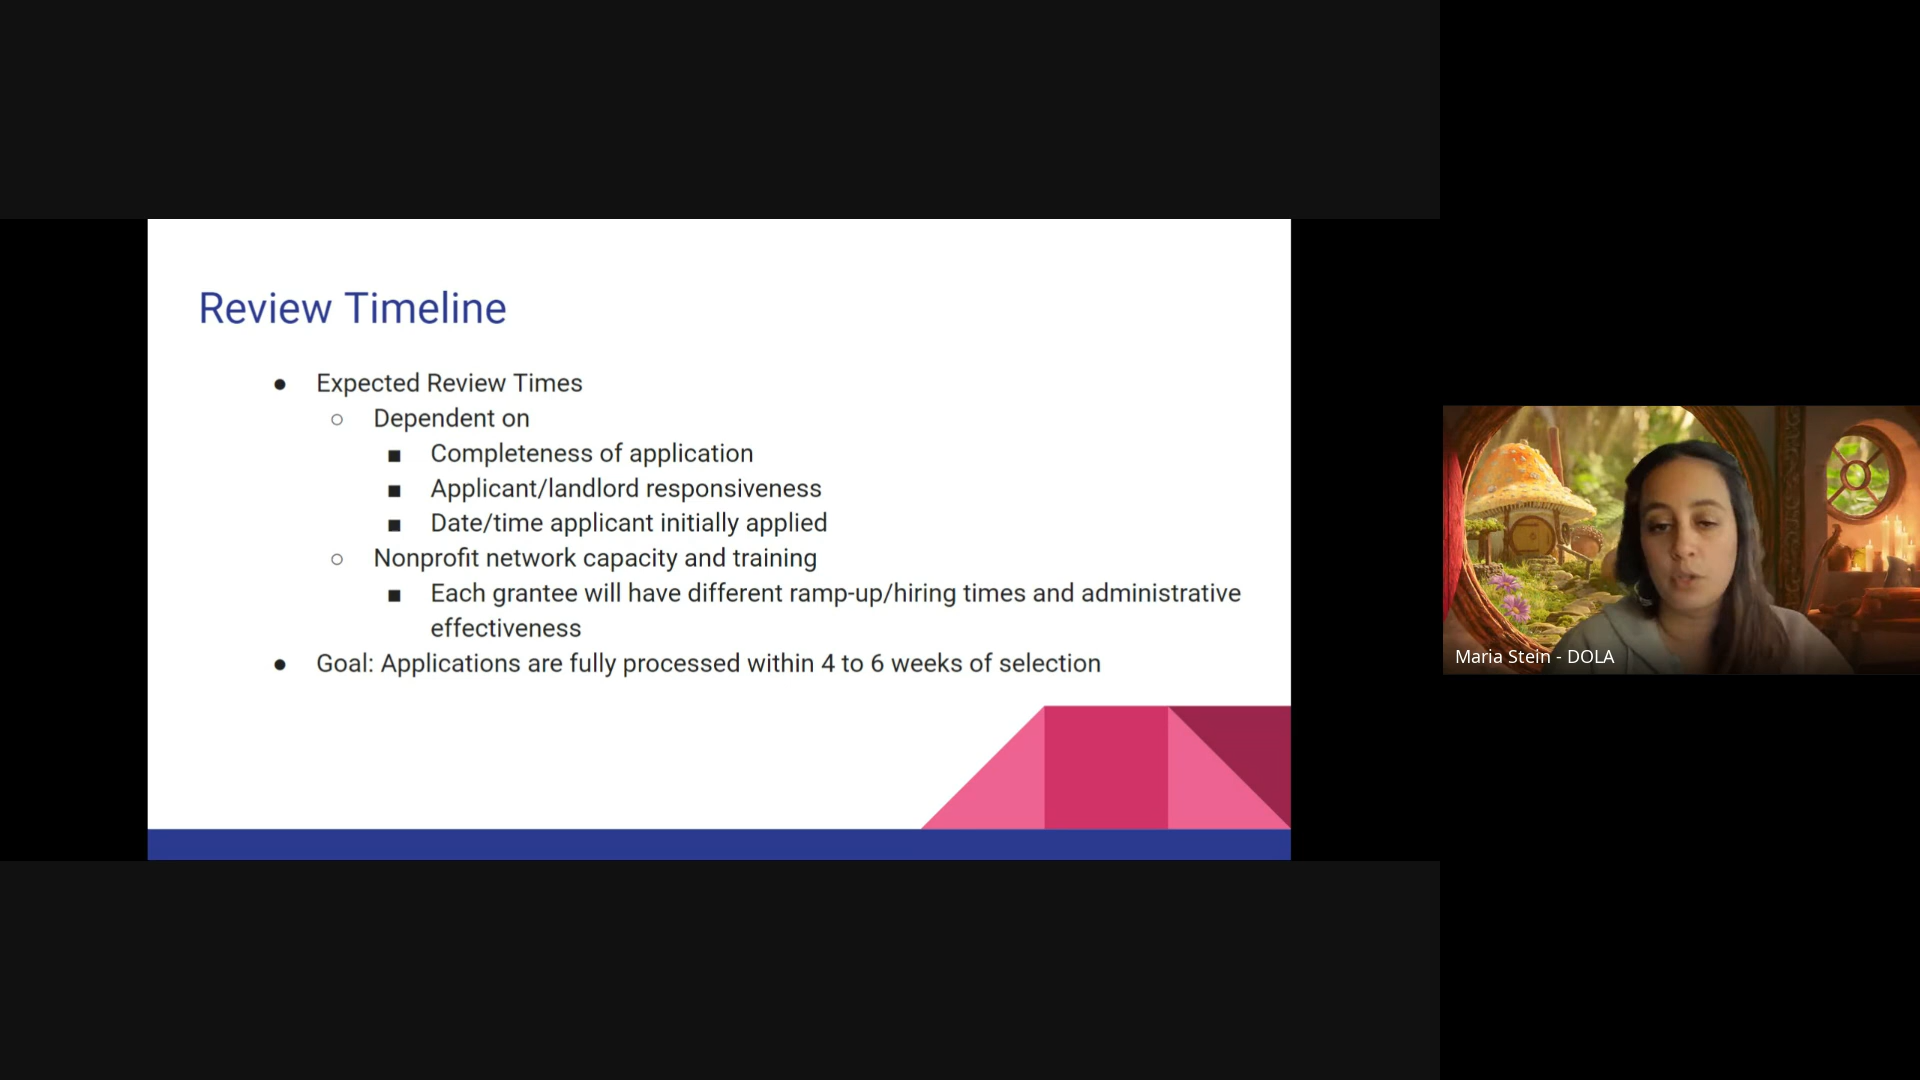 Review Timeline
● Expected Review Times
○ Dependent on
■ Completeness of application
■ Applicant/landlord responsiveness
■ Date/time applicant initially applied
○ Nonprofit network capacity and training
■ Each grantee will have different ramp-up/hiring times and administrative
effectiveness
● Goal: Applications are fully processed within 4 to 6 weeks of selection
Maria Stein - DOLA